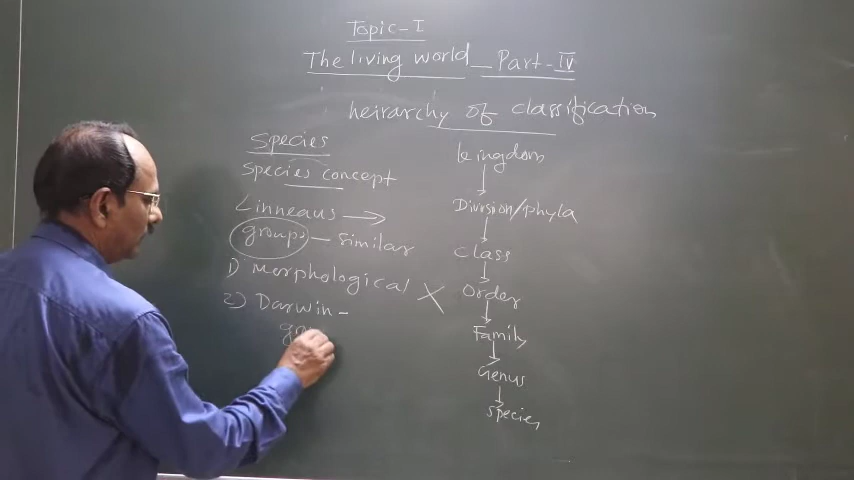 Topic-I
The living world - Part-IV
heirarchy of classification
Species
Species concept
Linneaus →
groups — similar
1) Morphological X
2) Darwin -
Kingdom
↓
Division/phyla
↓
Class
↓
Order
↓
Family
↓
Genus
↓
Species